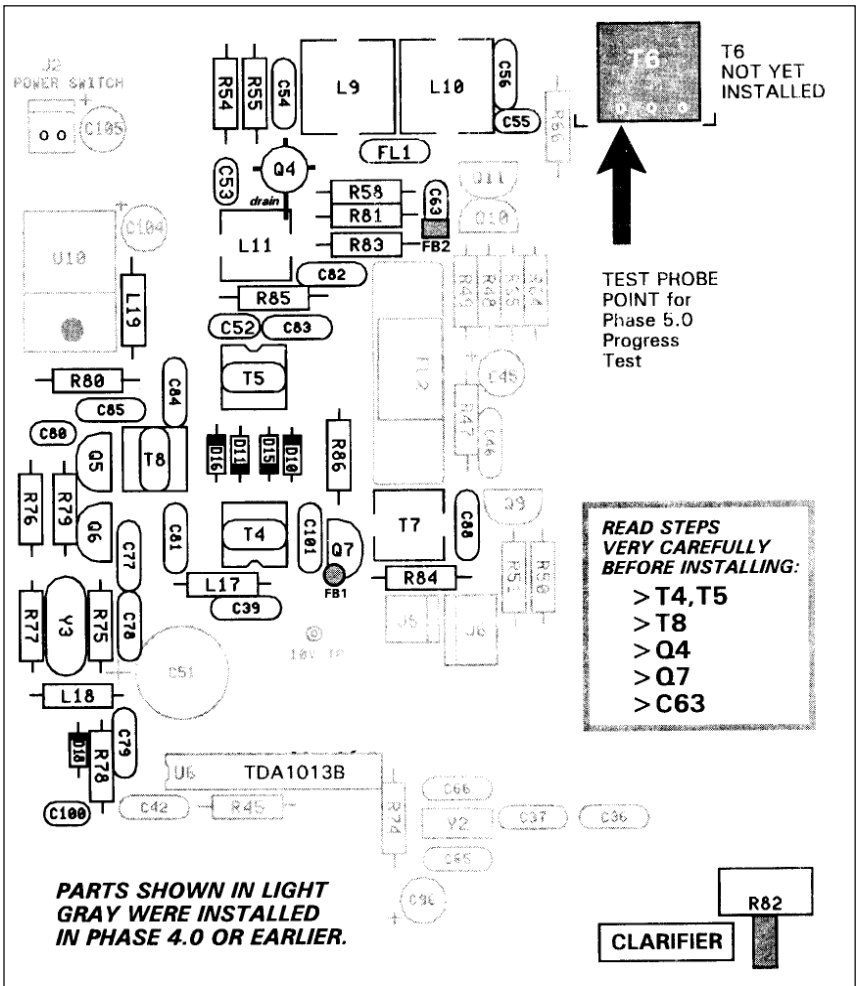 J2
POWER SWITCH
C105
R54
R55
C54
L9
L10
C56
C55
R66
T6
T6
NOT YET
INSTALLED
FL1
Q4
C53
drain
R58
R81
R83
C63
FB2
Q11
Q10
L11
C104
U10
L19
C82
R85
C52
C83
R49
R48
TEST PROBE
POINT for
Phase 5.0
Progress
Test
T5
FL2
C45
R47
C46
R80
C85
C84
C80
Q5
T8
D16
D11
D15
D10
R86
R76
R79
Q6
C77
C81
T4
C101
Q7
FB1
T7
C88
Q9
R84
R51
R50
L17
C39
J5
J6
10V TP
R77
Y3
R75
C78
C51
L18
D18
R78
C79
C100
U6
TDA1013B
C42
R45
R74
C66
Y2
C37
C36
C65
C96
READ STEPS
VERY CAREFULLY
BEFORE INSTALLING:
> T4,T5
> T8
> Q4
> Q7
> C63
PARTS SHOWN IN LIGHT
GRAY WERE INSTALLED
IN PHASE 4.0 OR EARLIER.
R82
CLARIFIER